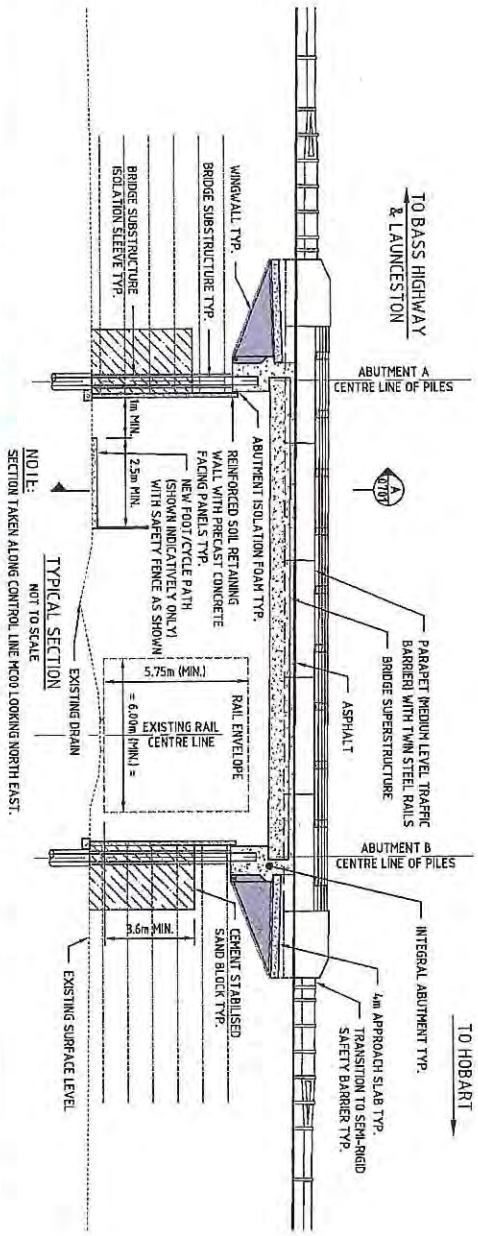 TO BASS HIGHWAY
& LAUNCESTON
TO HOBART
ABUTMENT A
CENTRE LINE OF PILES
A
0707
PARAPET (MEDIUM LEVEL TRAFFIC
BARRIER) WITH TWIN STEEL RAILS
BRIDGE SUPERSTRUCTURE
ASPHALT
ABUTMENT B
CENTRE LINE OF PILES
INTEGRAL ABUTMENT TYP.
4m APPROACH SLAB TYP.
TRANSITION TO SEMI-RIGID
SAFETY BARRIER TYP.
WINGWALL TYP.
BRIDGE SUBSTRUCTURE TYP.
BRIDGE SUBSTRUCTURE
ISOLATION SLEEVE TYP.
ABUTMENT ISOLATION FOAM TYP.
REINFORCED SOIL RETAINING
WALL WITH PRECAST CONCRETE
FACING PANELS TYP.
NEW FOOT/CYCLE PATH
(SHOWN INDICATIVELY ONLY)
WITH SAFETY FENCE AS SHOWN
1m MIN.
2.5m MIN.
RAIL ENVELOPE
5.75m (MIN.)
EXISTING RAIL
CENTRE LINE
= 6.00m (MIN.) =
CEMENT STABILISED
SAND BLOCK TYP.
3.6m MIN.
EXISTING DRAIN
EXISTING SURFACE LEVEL
TYPICAL SECTION
NOT TO SCALE
NOTE:
SECTION TAKEN ALONG CONTROL LINE MC00 LOOKING NORTH EAST.